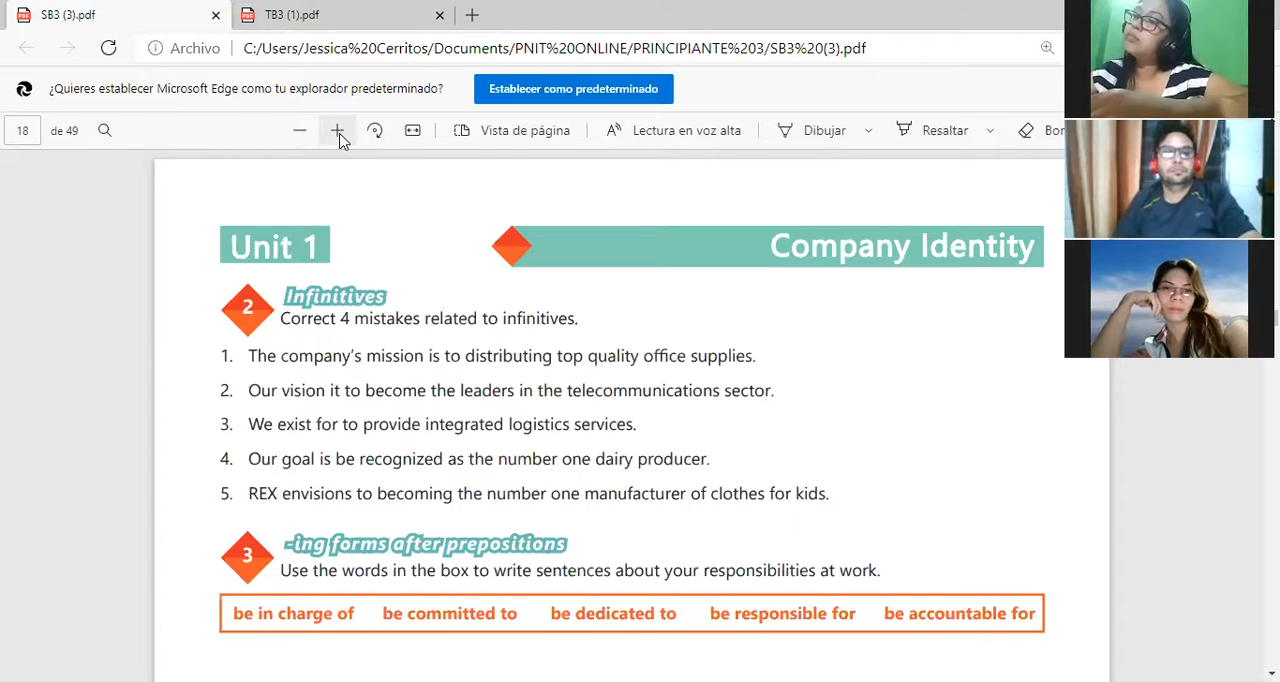 SB3 (3).pdf
TB3 (1).pdf
Archivo C:/Users/Jessica%20Cerritos/Documents/PNIT%20ONLINE/PRINCIPIANTE%203/SB3%20(3).pdf
¿Quieres establecer Microsoft Edge como tu explorador predeterminado? Establecer como predeterminado
18 de 49 Vista de página Lectura en voz alta Dibujar Resaltar Bor
Unit 1 Company Identity
2 Infinitives
Correct 4 mistakes related to infinitives.
1. The company's mission is to distributing top quality office supplies.
2. Our vision it to become the leaders in the telecommunications sector.
3. We exist for to provide integrated logistics services.
4. Our goal is be recognized as the number one dairy producer.
5. REX envisions to becoming the number one manufacturer of clothes for kids.
3 -ing forms after prepositions
Use the words in the box to write sentences about your responsibilities at work.
be in charge of be committed to be dedicated to be responsible for be accountable for